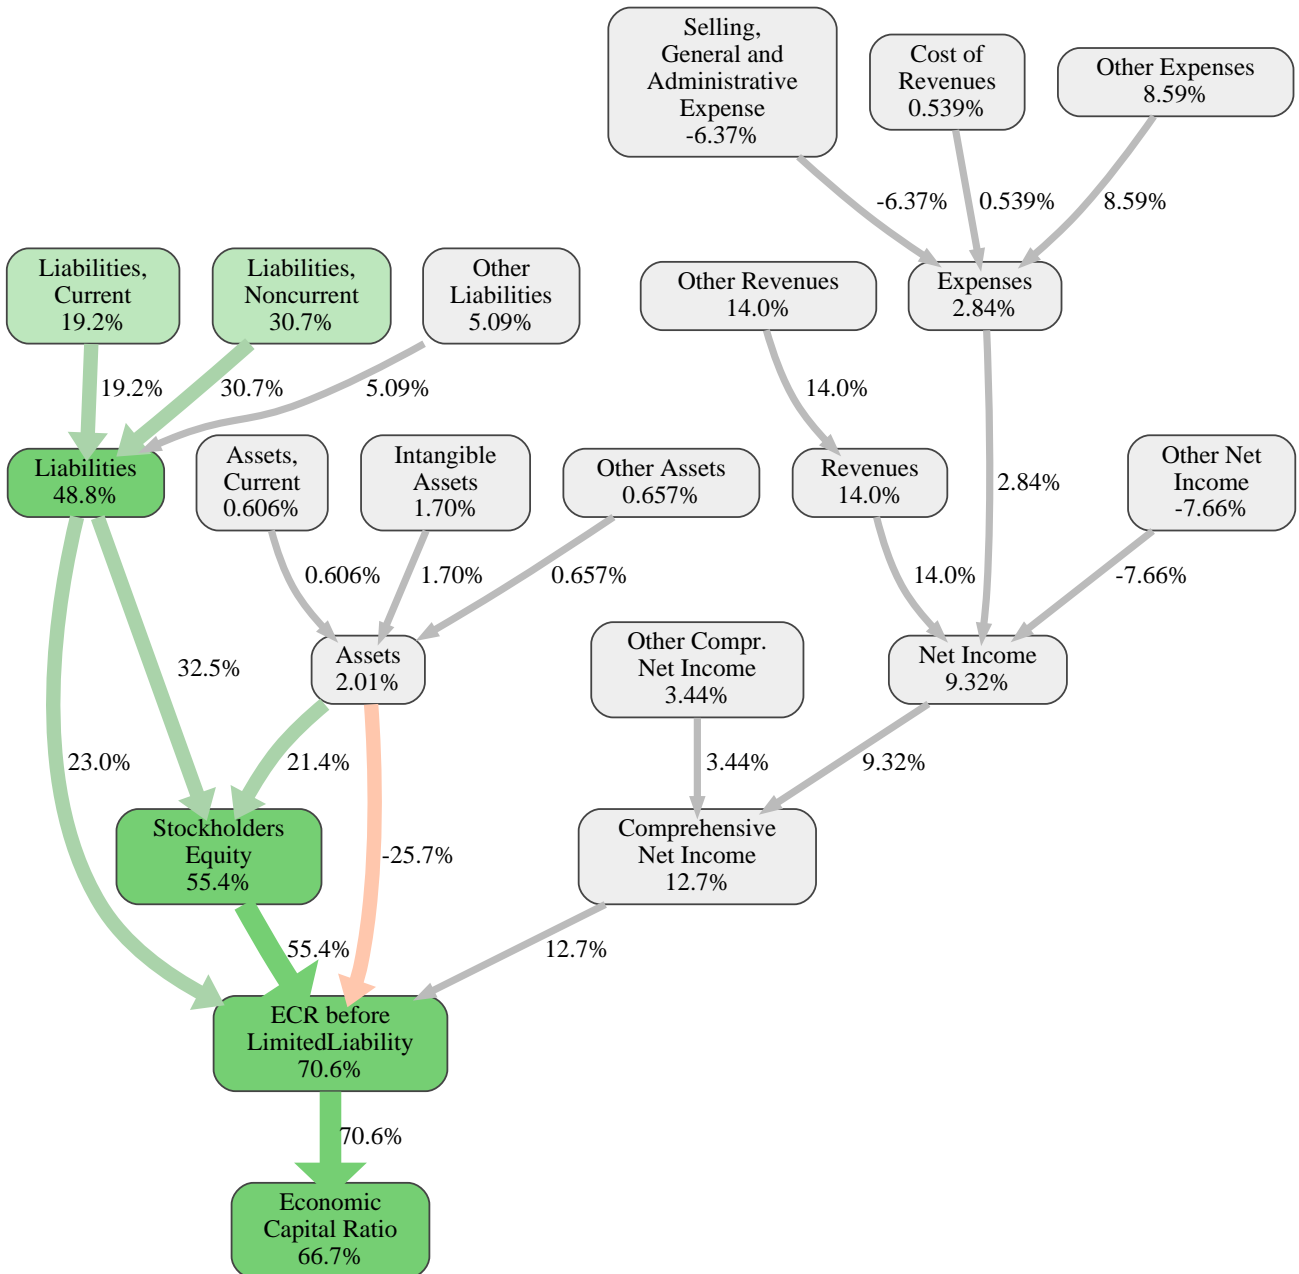 Selling,
General and
Administrative
Expense
-6.37%
Cost of
Revenues
0.539%
Other Expenses
8.59%
-6.37%
0.539%
8.59%
Liabilities,
Current
19.2%
Liabilities,
Noncurrent
30.7%
Other
Liabilities
5.09%
Other Revenues
14.0%
Expenses
2.84%
19.2%
30.7%
5.09%
14.0%
Liabilities
48.8%
Assets,
Current
0.606%
Intangible
Assets
1.70%
Other Assets
0.657%
Revenues
14.0%
2.84%
Other Net
Income
-7.66%
0.606%
1.70%
0.657%
14.0%
-7.66%
32.5%
Assets
2.01%
Other Compr.
Net Income
3.44%
Net Income
9.32%
23.0%
21.4%
3.44%
9.32%
Stockholders
Equity
55.4%
-25.7%
Comprehensive
Net Income
12.7%
55.4%
12.7%
ECR before
LimitedLiability
70.6%
70.6%
Economic
Capital Ratio
66.7%